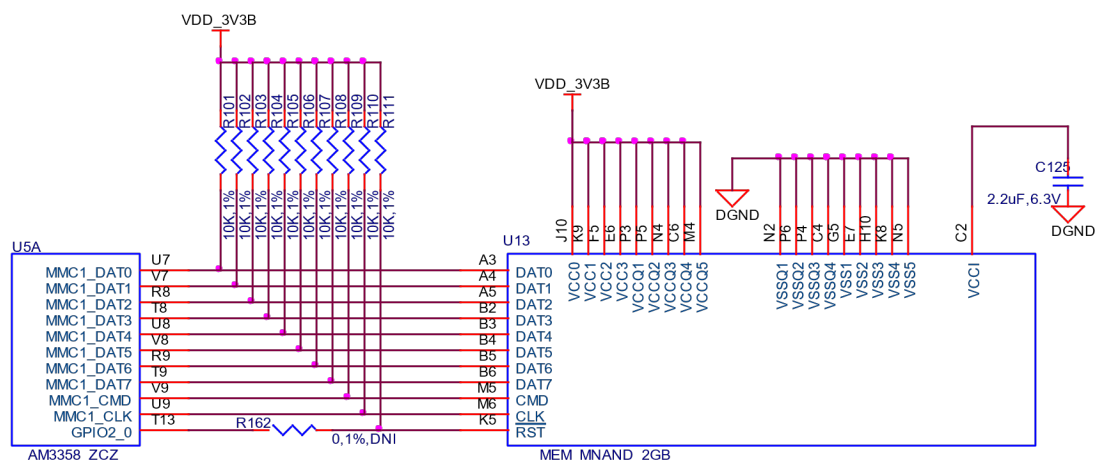 VDD_3V3B
R101
R102
R103
R104
R105
R106
R107
R108
R109
R110
R111
10K,1%
10K,1%
10K,1%
10K,1%
10K,1%
10K,1%
10K,1%
10K,1%
10K,1%
10K,1%
10K,1%
VDD_3V3B
J10
K9
F5
E6
P3
P5
N4
C6
M4
DGND
N2
P6
P4
C4
G5
E7
H10
K8
N5
C2
C125
2.2uF,6.3V
DGND
U5A
MMC1_DAT0
MMC1_DAT1
MMC1_DAT2
MMC1_DAT3
MMC1_DAT4
MMC1_DAT5
MMC1_DAT6
MMC1_DAT7
MMC1_CMD
MMC1_CLK
GPIO2_0
U7
V7
R8
T8
U8
V8
R9
T9
V9
U9
T13
AM3358_ZCZ
R162
0,1%,DNI
U13
A3
A4
A5
B2
B3
B4
B5
B6
M5
M6
K5
DAT0
DAT1
DAT2
DAT3
DAT4
DAT5
DAT6
DAT7
CMD
CLK
RST
VCC0
VCC1
VCC2
VCC3
VCCQ1
VCCQ2
VCCQ3
VCCQ4
VCCQ5
VSSQ1
VSSQ2
VSSQ3
VSSQ4
VSS1
VSS2
VSS3
VSS4
VSS5
VCCI
MEM_MNAND_2GB